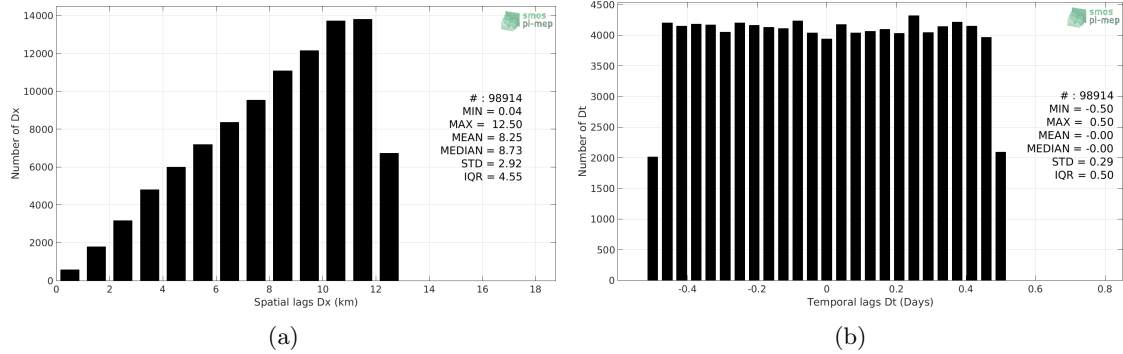 14000
12000
10000
8000
6000
4000
2000
0
Number of Dx
0 2 4 6 8 10 12 14 16 18
Spatial lags Dx (km)
smos
pi-mep
# : 98914
MIN = 0.04
MAX = 12.50
MEAN = 8.25
MEDIAN = 8.73
STD = 2.92
IQR = 4.55
(a)
4500
4000
3500
3000
2500
2000
1500
1000
500
0
Number of Dt
-0.4 -0.2 0 0.2 0.4 0.6 0.8
Temporal lags Dt (Days)
smos
pi-mep
# : 98914
MIN = -0.50
MAX = 0.50
MEAN = -0.00
MEDIAN = -0.00
STD = 0.29
IQR = 0.50
(b)